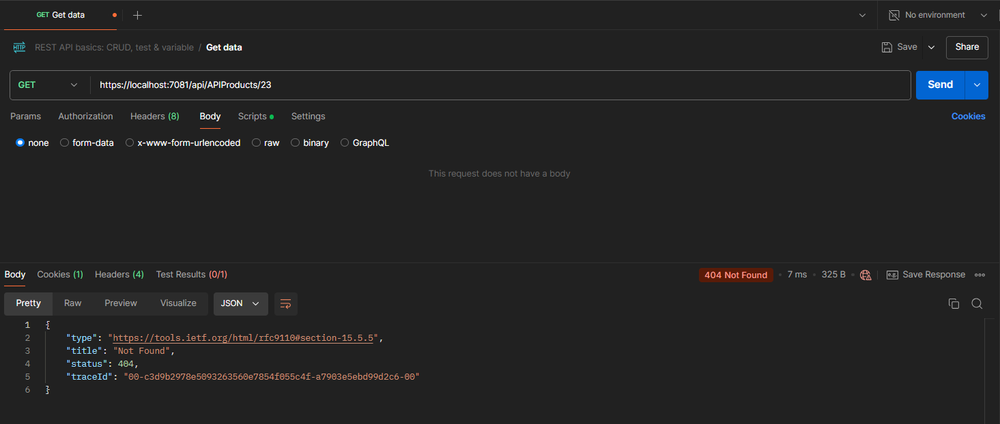 GET Get data
No environment
HTTP REST API basics: CRUD, test & variable / Get data
Save
Share
GET https://localhost:7081/api/APIProducts/23
Send
Params Authorization Headers (8) Body Scripts Settings Cookies
none form-data x-www-form-urlencoded raw binary GraphQL
This request does not have a body
Body Cookies (1) Headers (4) Test Results (0/1) 404 Not Found • 7 ms • 325 B • e.g. Save Response
Pretty Raw Preview Visualize JSON
1 {
2 "type": "https://tools.ietf.org/html/rfc9110#section-15.5.5",
3 "title": "Not Found",
4 "status": 404,
5 "traceId": "00-c3d9b2978e5093263560e7854f055c4f-a7903e5ebd99d2c6-00"
6 }